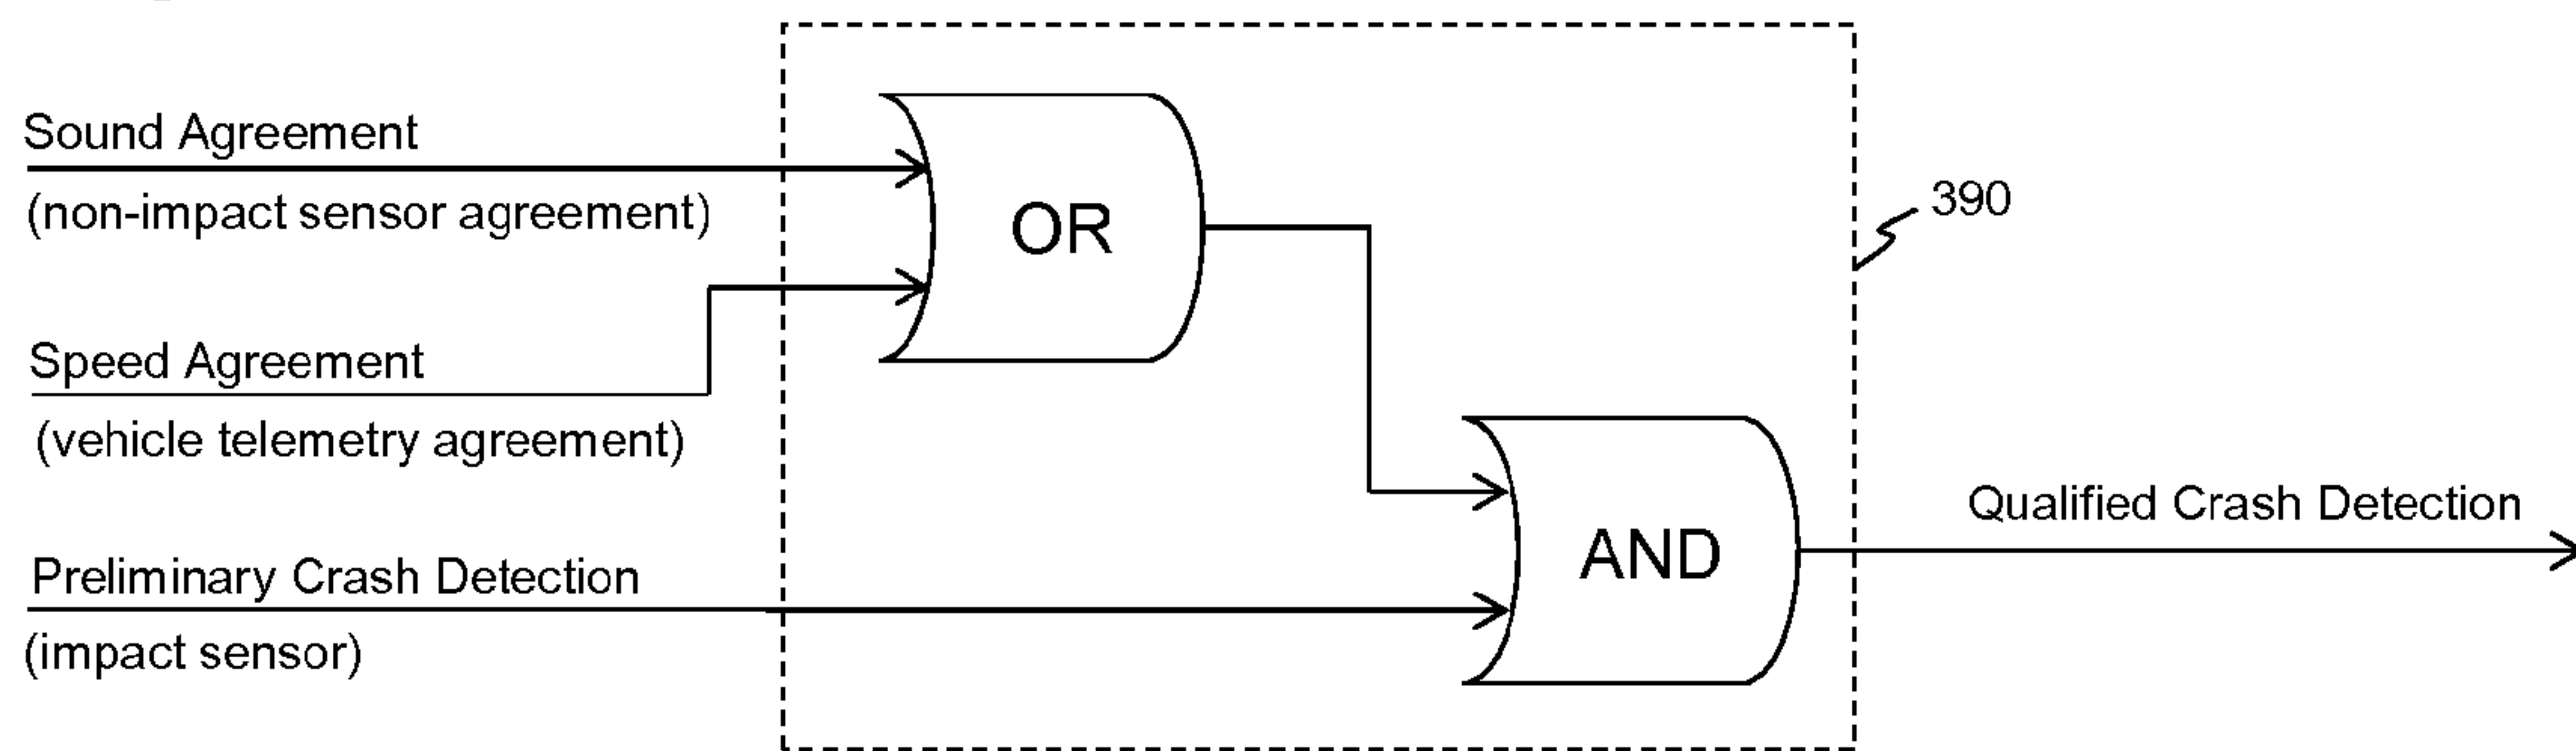 Sound Agreement
(non-impact sensor agreement)
OR
390
Speed Agreement
(vehicle telemetry agreement)
Qualified Crash Detection
AND
Preliminary Crash Detection
(impact sensor)